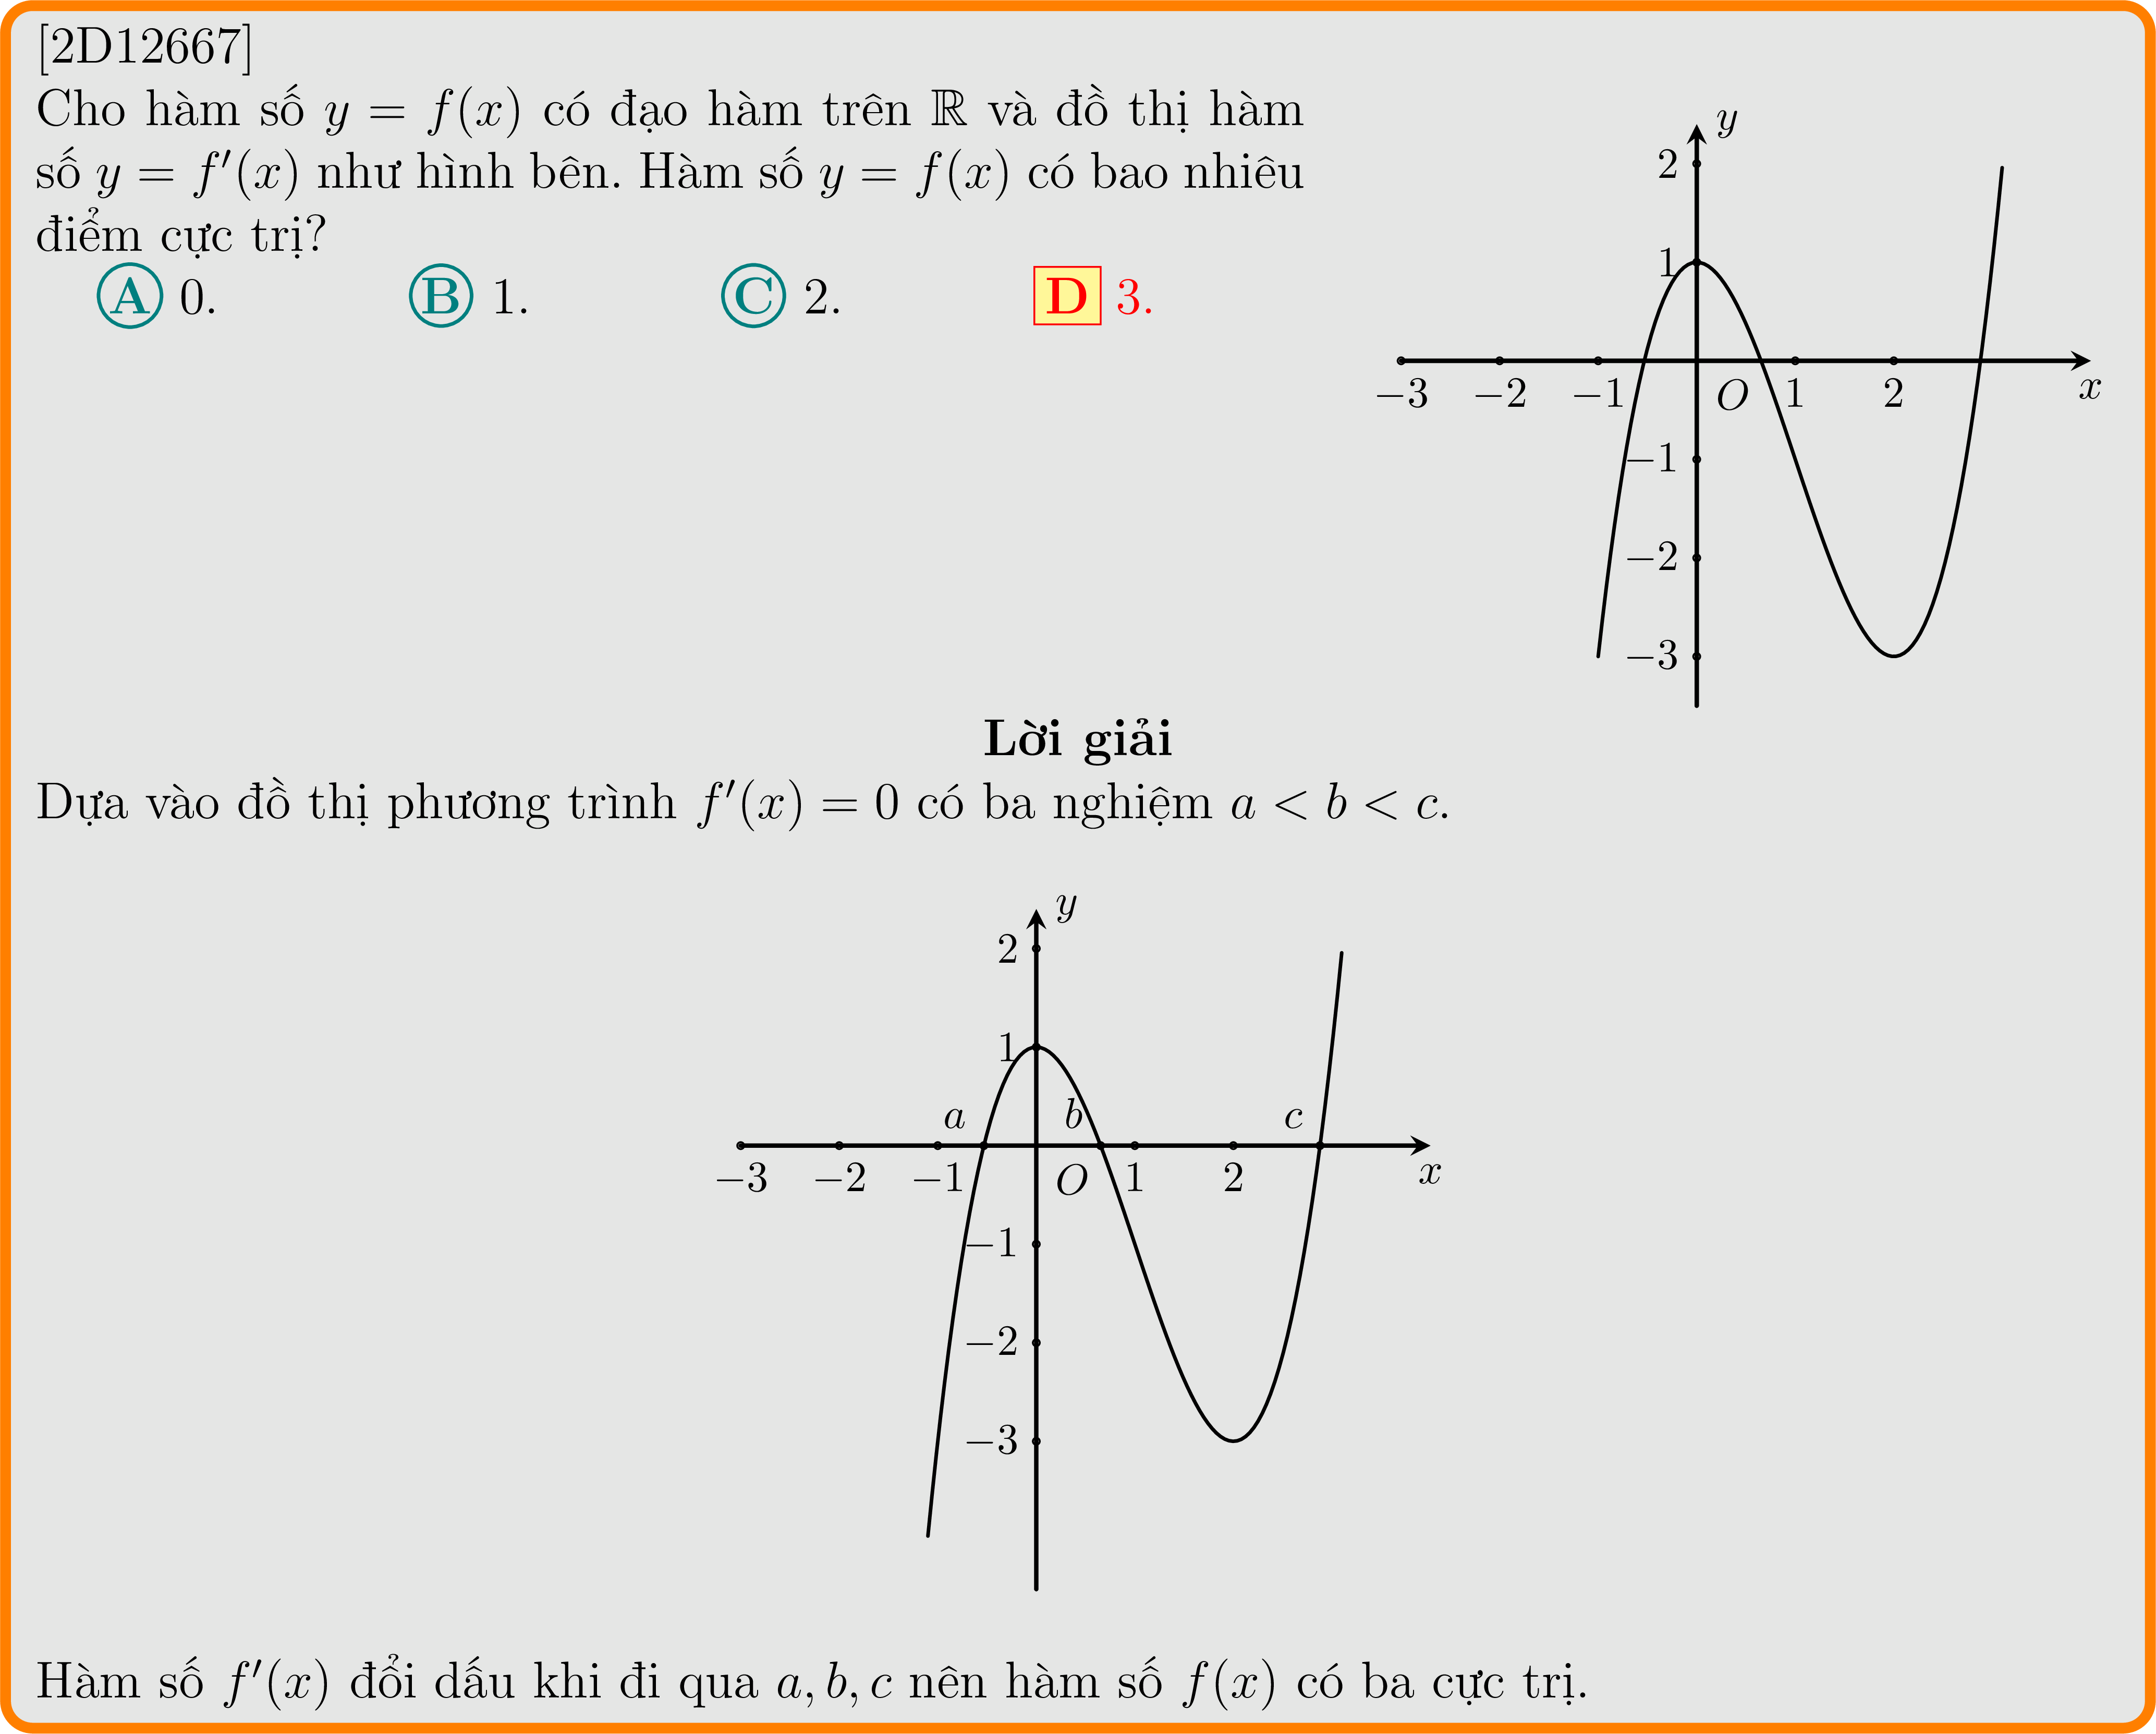 [2D12667]
Cho hàm số y = f(x) có đạo hàm trên ℝ và đồ thị hàm
số y = f′(x) như hình bên. Hàm số y = f(x) có bao nhiêu
điểm cực trị?
A 0. B 1. C 2. D 3.
y
2
1
−3 −2 −1 O 1 2 x
−1
−2
−3
Lời giải
Dựa vào đồ thị phương trình f′(x) = 0 có ba nghiệm a < b < c.
y
2
1
a b c
−3 −2 −1 O 1 2 x
−1
−2
−3
Hàm số f′(x) đổi dấu khi đi qua a, b, c nên hàm số f(x) có ba cực trị.